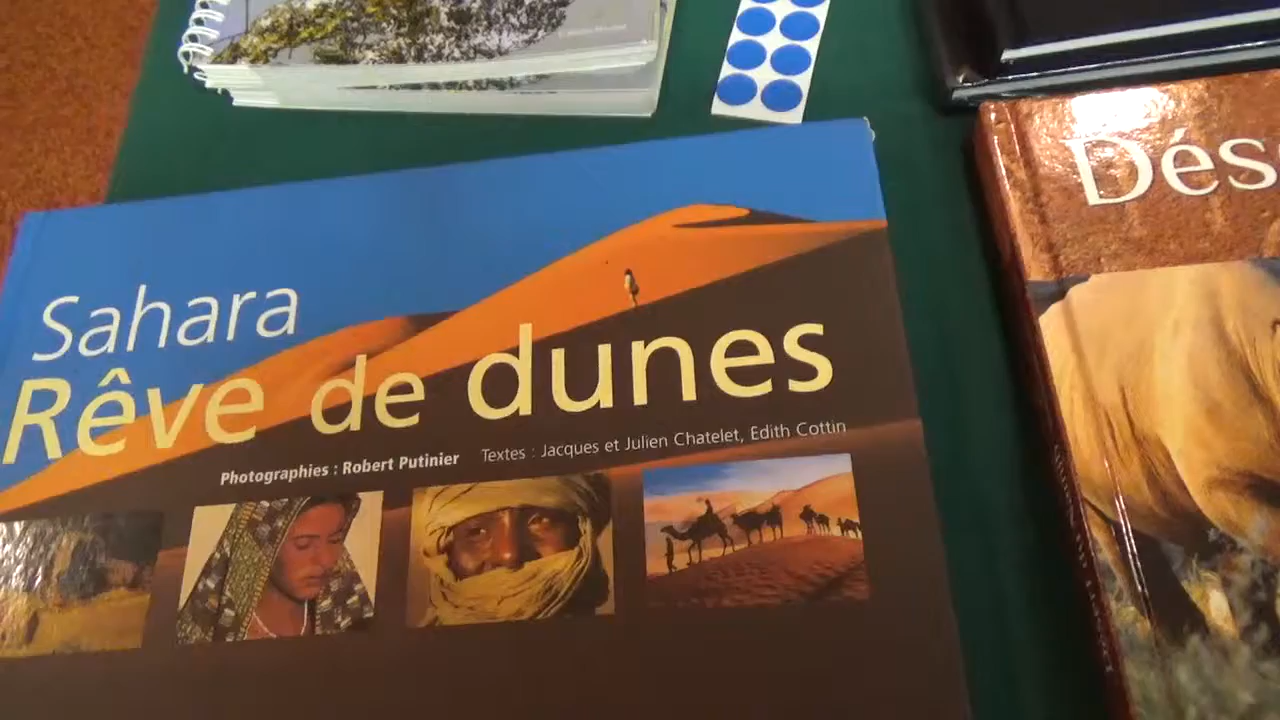 Sahara
Rêve de dunes
Photographies : Robert Putinier Textes : Jacques et Julien Chatelet, Edith Cottin
Dés